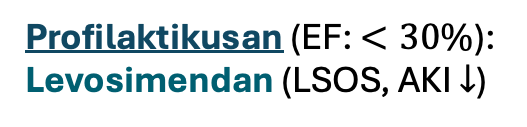 Profilaktikusan (EF: < 30%):
Levosimendan (LSOS, AKI ↓)